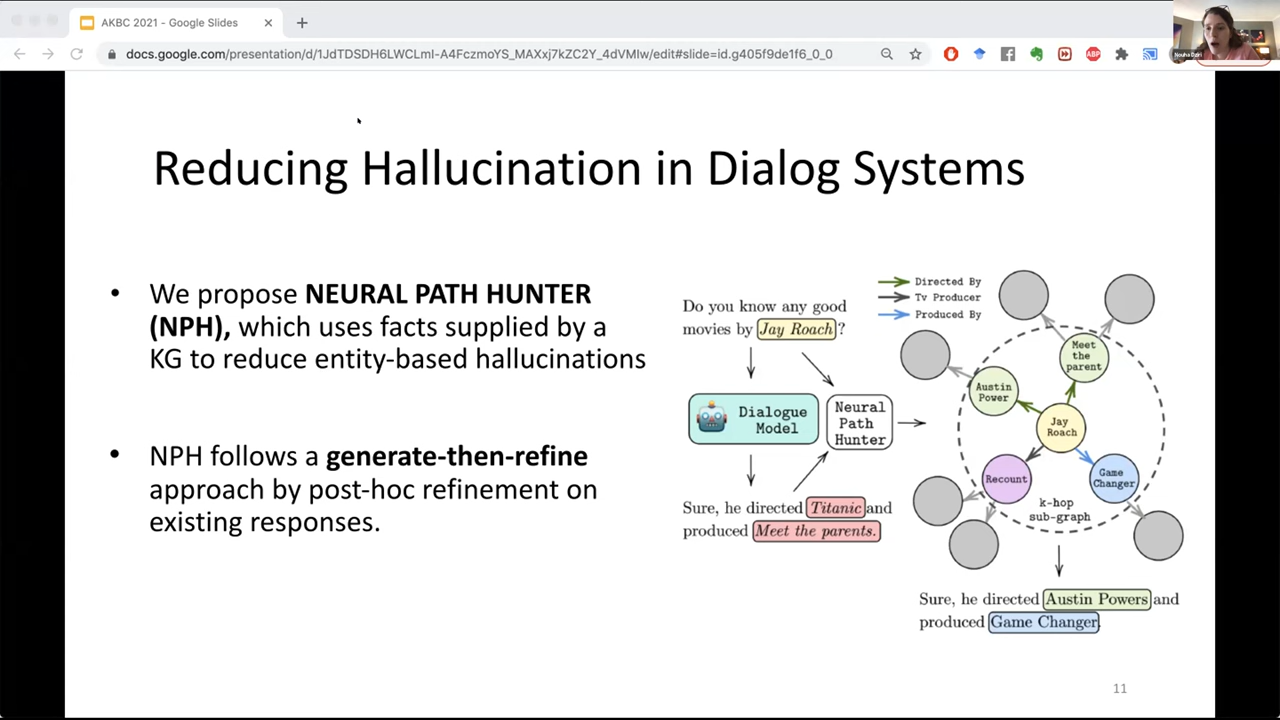 AKBC 2021 - Google Slides
docs.google.com/presentation/d/1JdTDSDH6LWCLmI-A4FczmoYS_MAXxj7kZC2Y_4dVMlw/edit#slide=id.g405f9de1f6_0_0
ABP
Reducing Hallucination in Dialog Systems
• We propose NEURAL PATH HUNTER
(NPH), which uses facts supplied by a
KG to reduce entity-based hallucinations
• NPH follows a generate-then-refine
approach by post-hoc refinement on
existing responses.
Do you know any good
movies by Jay Roach ?
Dialogue
Model
Neural
Path
Hunter
Sure, he directed Titanic and
produced Meet the parents.
Directed By
Tv Producer
Produced By
Meet
the
parent
Austin
Power
Jay
Roach
Recount
Game
Changer
k-hop
sub-graph
Sure, he directed Austin Powers and
produced Game Changer.
11